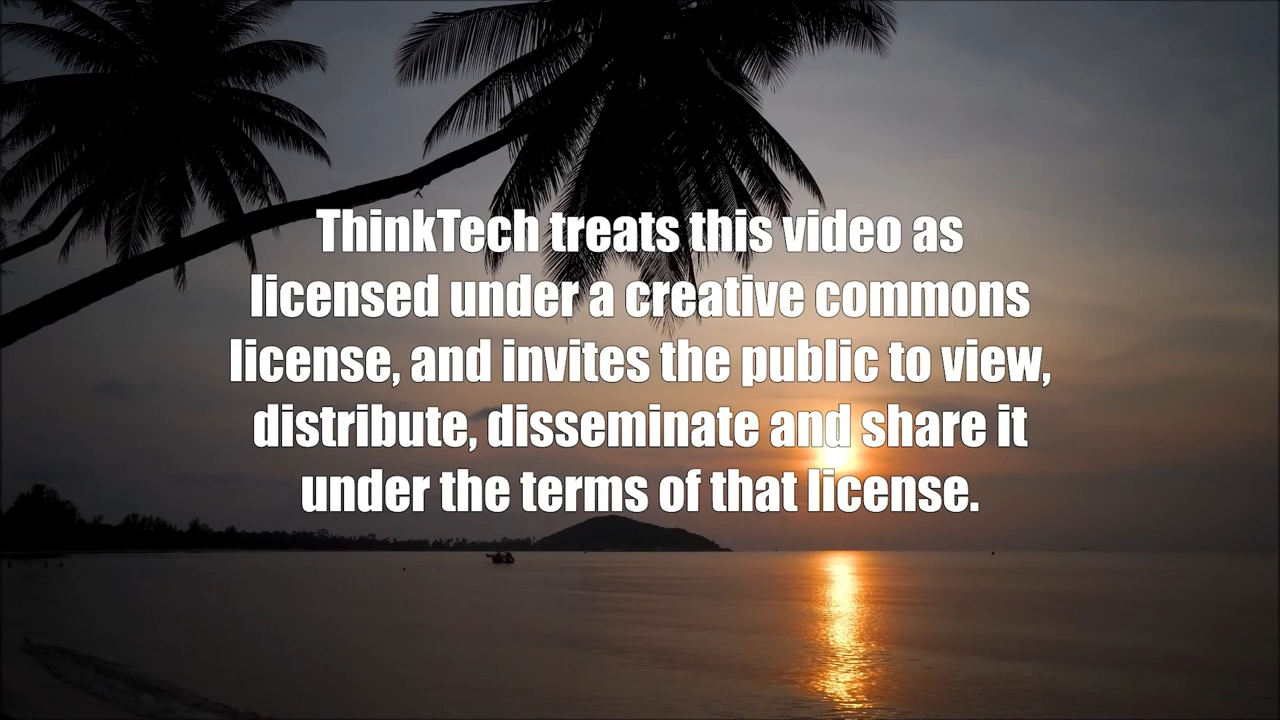 ThinkTech treats this video as
licensed under a creative commons
license, and invites the public to view,
distribute, disseminate and share it
under the terms of that license.